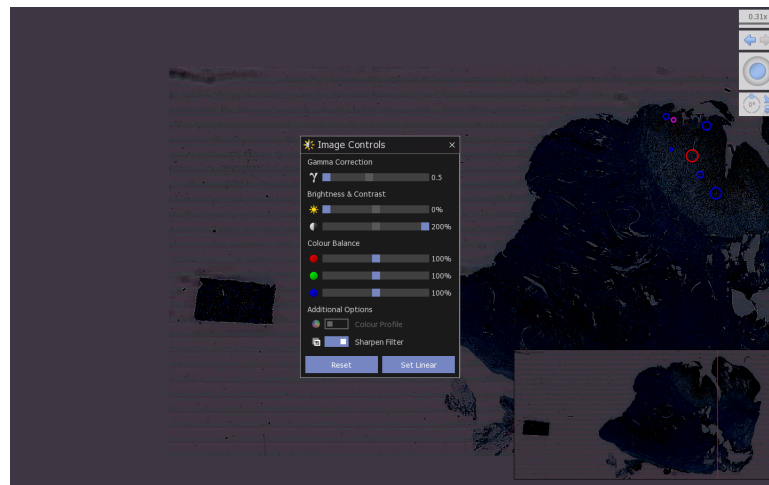 0.31x
0°
Image Controls
Gamma Correction
γ 0.5
Brightness & Contrast
0%
200%
Colour Balance
100%
100%
100%
Additional Options
Colour Profile
Sharpen Filter
Reset Set Linear